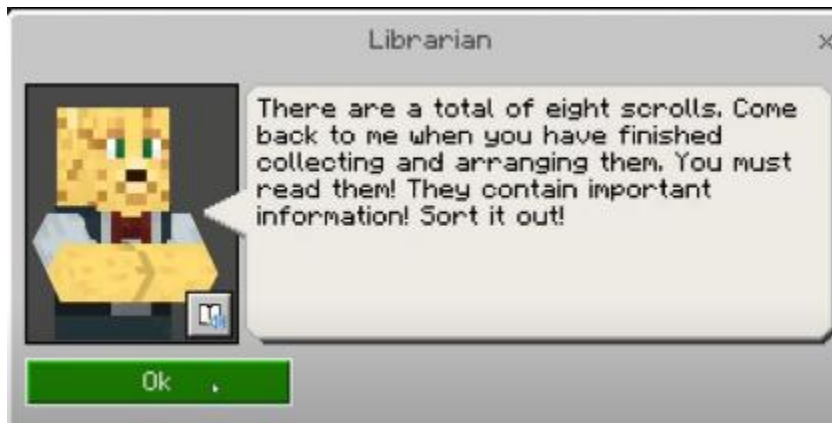 Librarian
There are a total of eight scrolls. Come
back to me when you have finished
collecting and arranging them. You must
read them! They contain important
information! Sort it out!
Ok